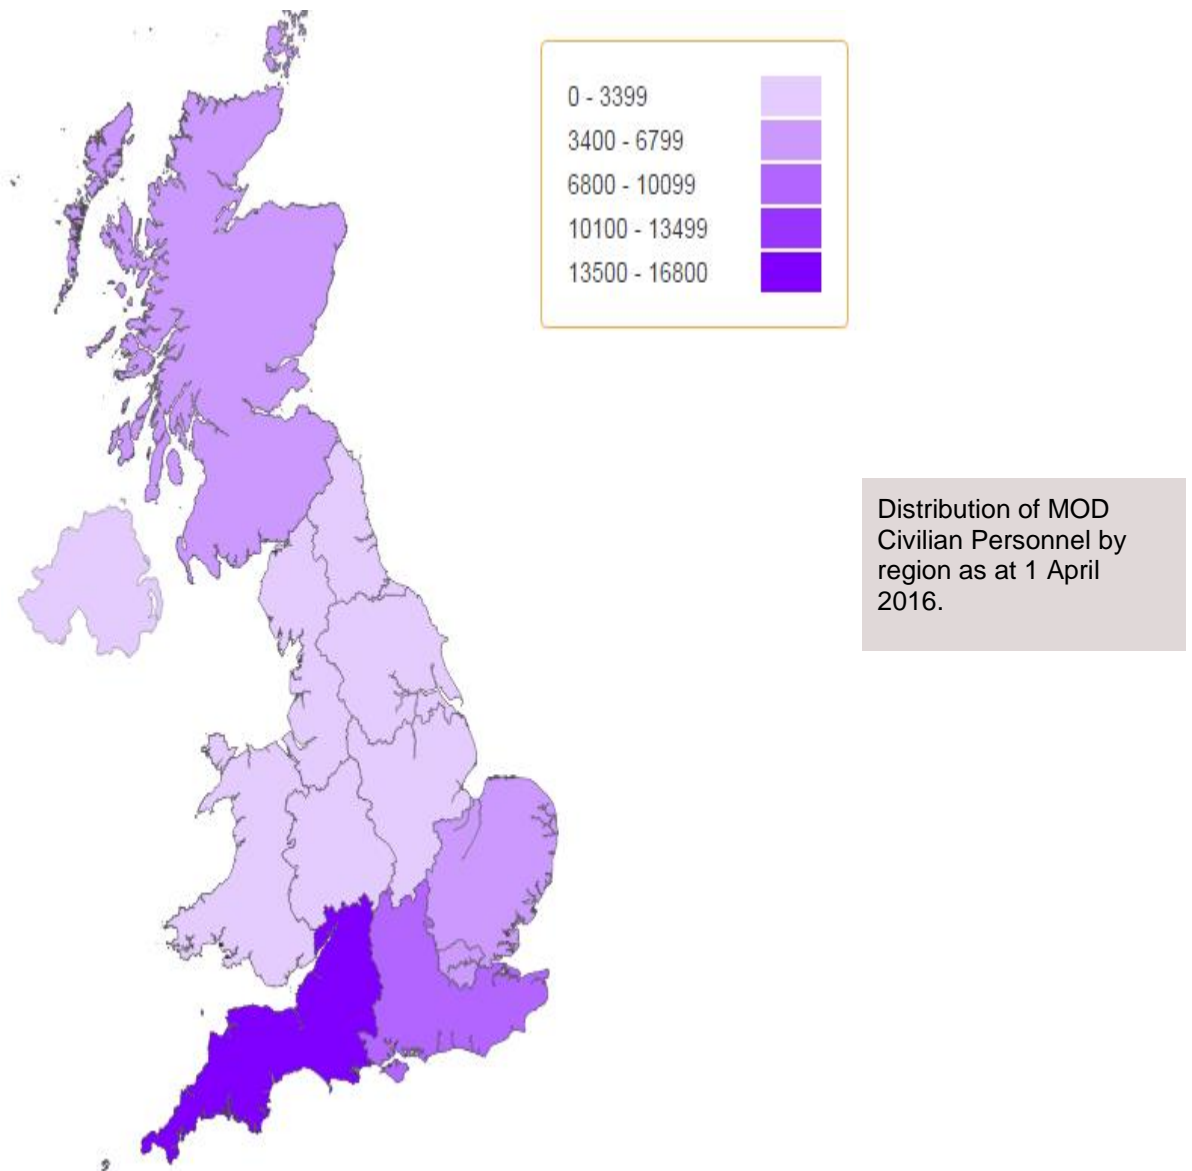 0 - 3399
3400 - 6799
6800 - 10099
10100 - 13499
13500 - 16800
Distribution of MOD
Civilian Personnel by
region as at 1 April
2016.